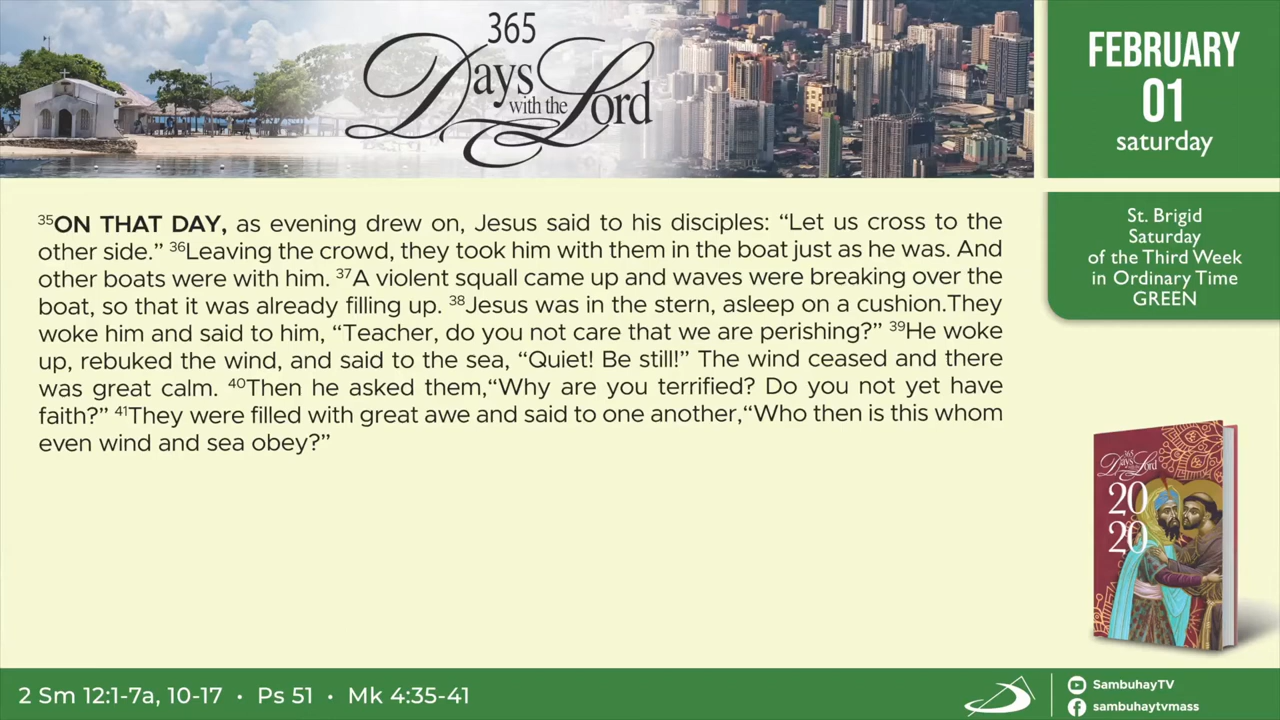 365
Days with the Lord
FEBRUARY
01
saturday
St. Brigid
Saturday
of the Third Week
in Ordinary Time
GREEN
³⁵ON THAT DAY, as evening drew on, Jesus said to his disciples: “Let us cross to the
other side.” ³⁶Leaving the crowd, they took him with them in the boat just as he was. And
other boats were with him. ³⁷A violent squall came up and waves were breaking over the
boat, so that it was already filling up. ³⁸Jesus was in the stern, asleep on a cushion.They
woke him and said to him, “Teacher, do you not care that we are perishing?” ³⁹He woke
up, rebuked the wind, and said to the sea, “Quiet! Be still!” The wind ceased and there
was great calm. ⁴⁰Then he asked them,“Why are you terrified? Do you not yet have
faith?” ⁴¹They were filled with great awe and said to one another,“Who then is this whom
even wind and sea obey?”
365
Days with the Lord
20
20
2 Sm 12:1-7a, 10-17 • Ps 51 • Mk 4:35-41
SambuhayTV
sambuhaytvmass